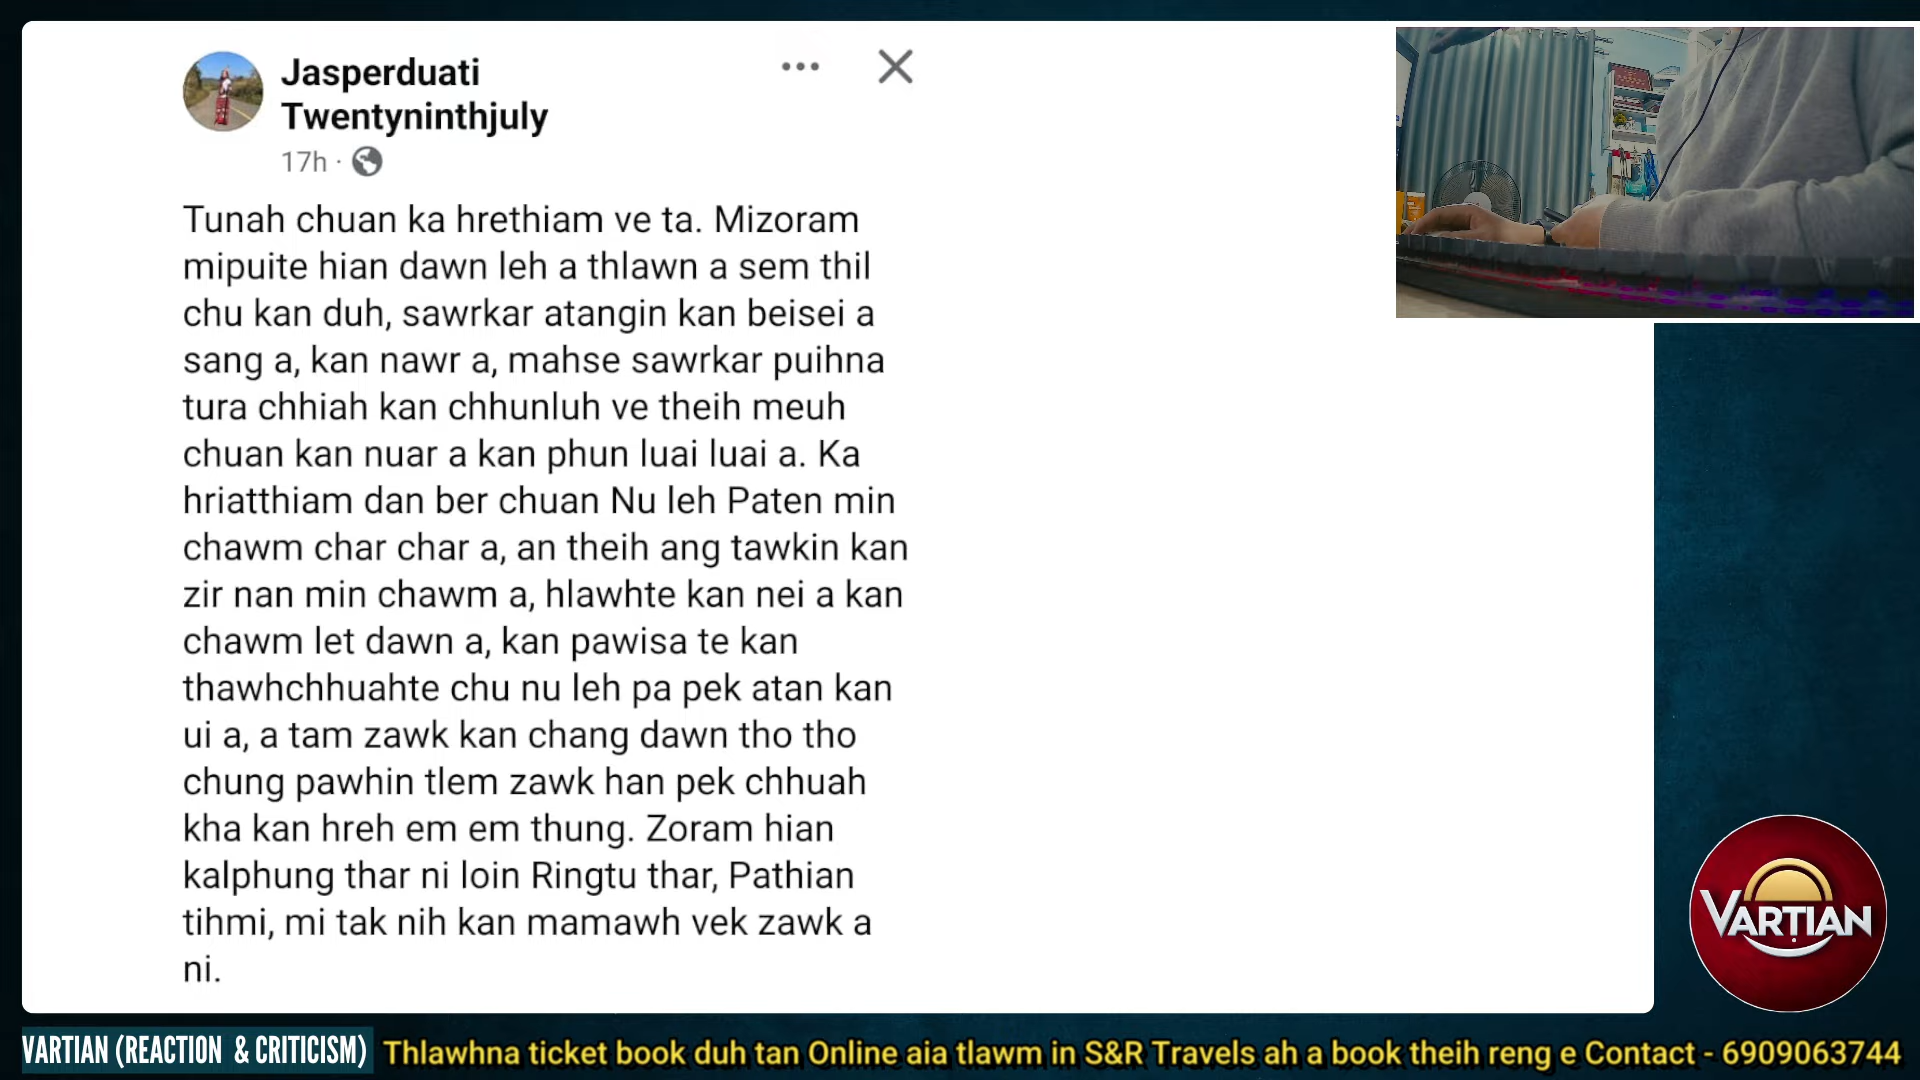 Jasperduati
Twentyninthjuly
17h ·
Tunah chuan ka hrethiam ve ta. Mizoram
mipuite hian dawn leh a thlawn a sem thil
chu kan duh, sawrkar atangin kan beisei a
sang a, kan nawr a, mahse sawrkar puihna
tura chhiah kan chhunluh ve theih meuh
chuan kan nuar a kan phun luai luai a. Ka
hriatthiam dan ber chuan Nu leh Paten min
chawm char char a, an theih ang tawkin kan
zir nan min chawm a, hlawhte kan nei a kan
chawm let dawn a, kan pawisa te kan
thawhchhuahte chu nu leh pa pek atan kan
ui a, a tam zawk kan chang dawn tho tho
chung pawhin tlem zawk han pek chhuah
kha kan hreh em em thung. Zoram hian
kalphung thar ni loin Ringtu thar, Pathian
tihmi, mi tak nih kan mamawh vek zawk a
ni.
VARTIAN
VARTIAN (REACTION & CRITICISM) Thlawhna ticket book duh tan Online aia tlawm in S&R Travels ah a book theih reng e Contact - 6909063744